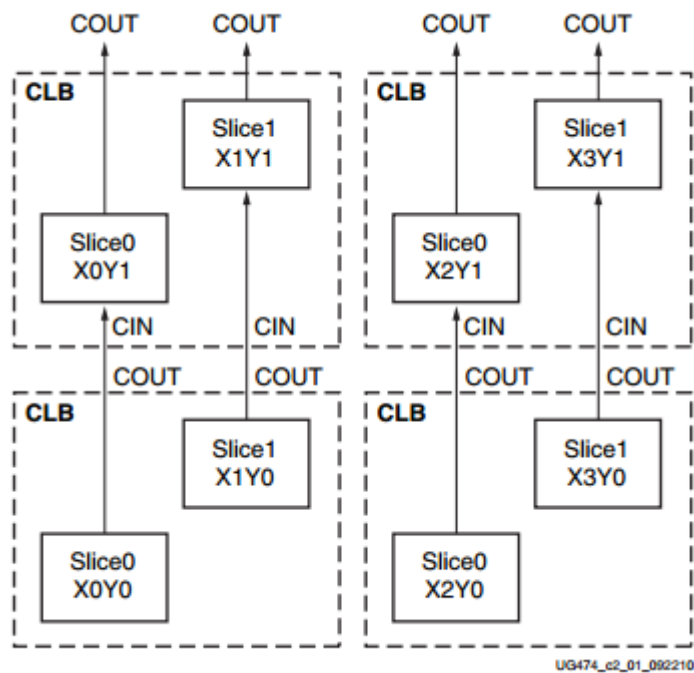 COUT COUT COUT COUT
CLB CLB
Slice1
X1Y1
Slice1
X3Y1
Slice0
X0Y1
Slice0
X2Y1
CIN CIN CIN CIN
COUT COUT COUT COUT
CLB CLB
Slice1
X1Y0
Slice1
X3Y0
Slice0
X0Y0
Slice0
X2Y0
UG474_c2_01_092210